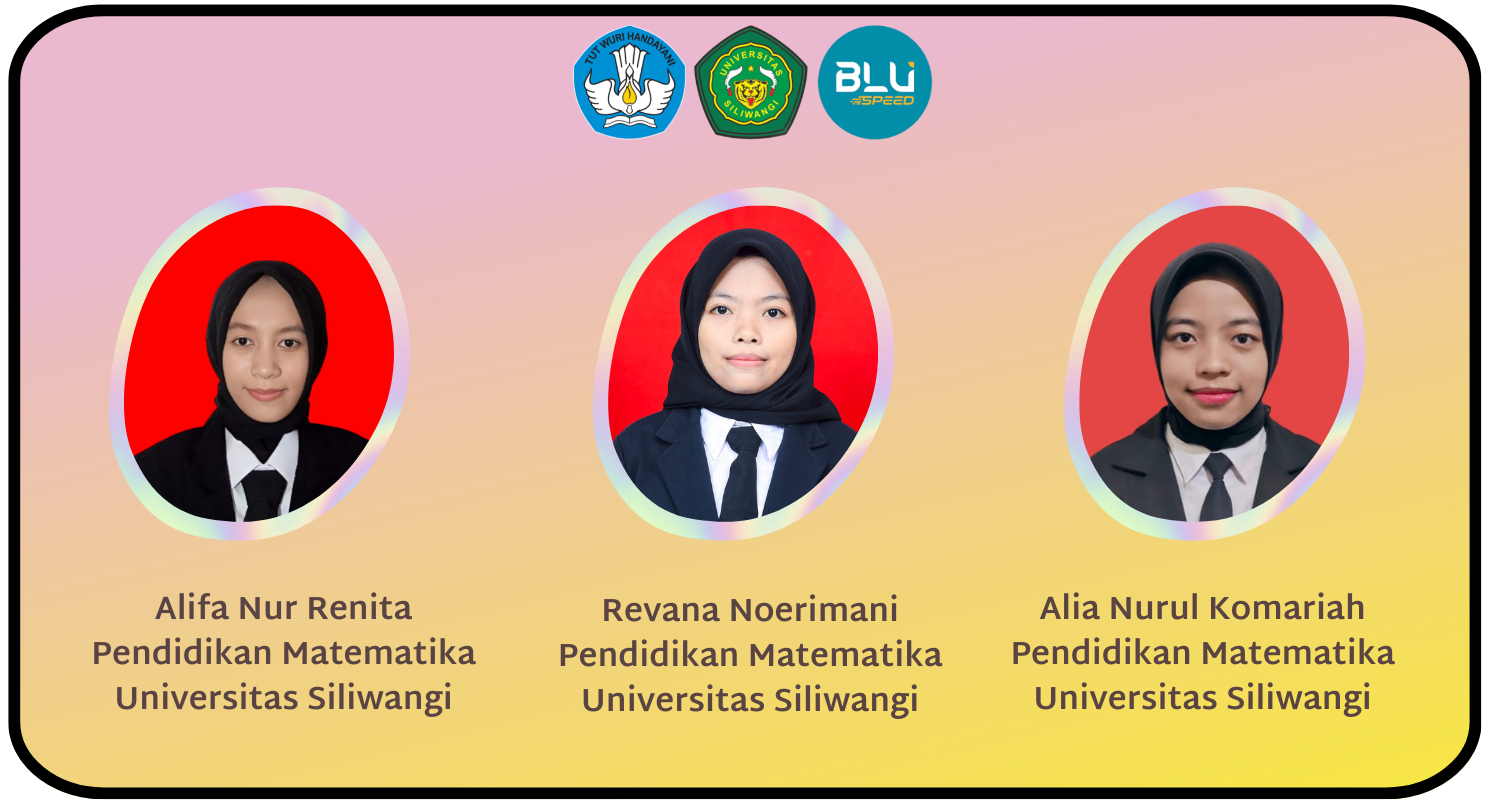 TUT WURI HANDAYANI
UNIVERSITAS
SILIWANGI
BLU
SPEED
Alifa Nur Renita
Pendidikan Matematika
Universitas Siliwangi
Revana Noerimani
Pendidikan Matematika
Universitas Siliwangi
Alia Nurul Komariah
Pendidikan Matematika
Universitas Siliwangi